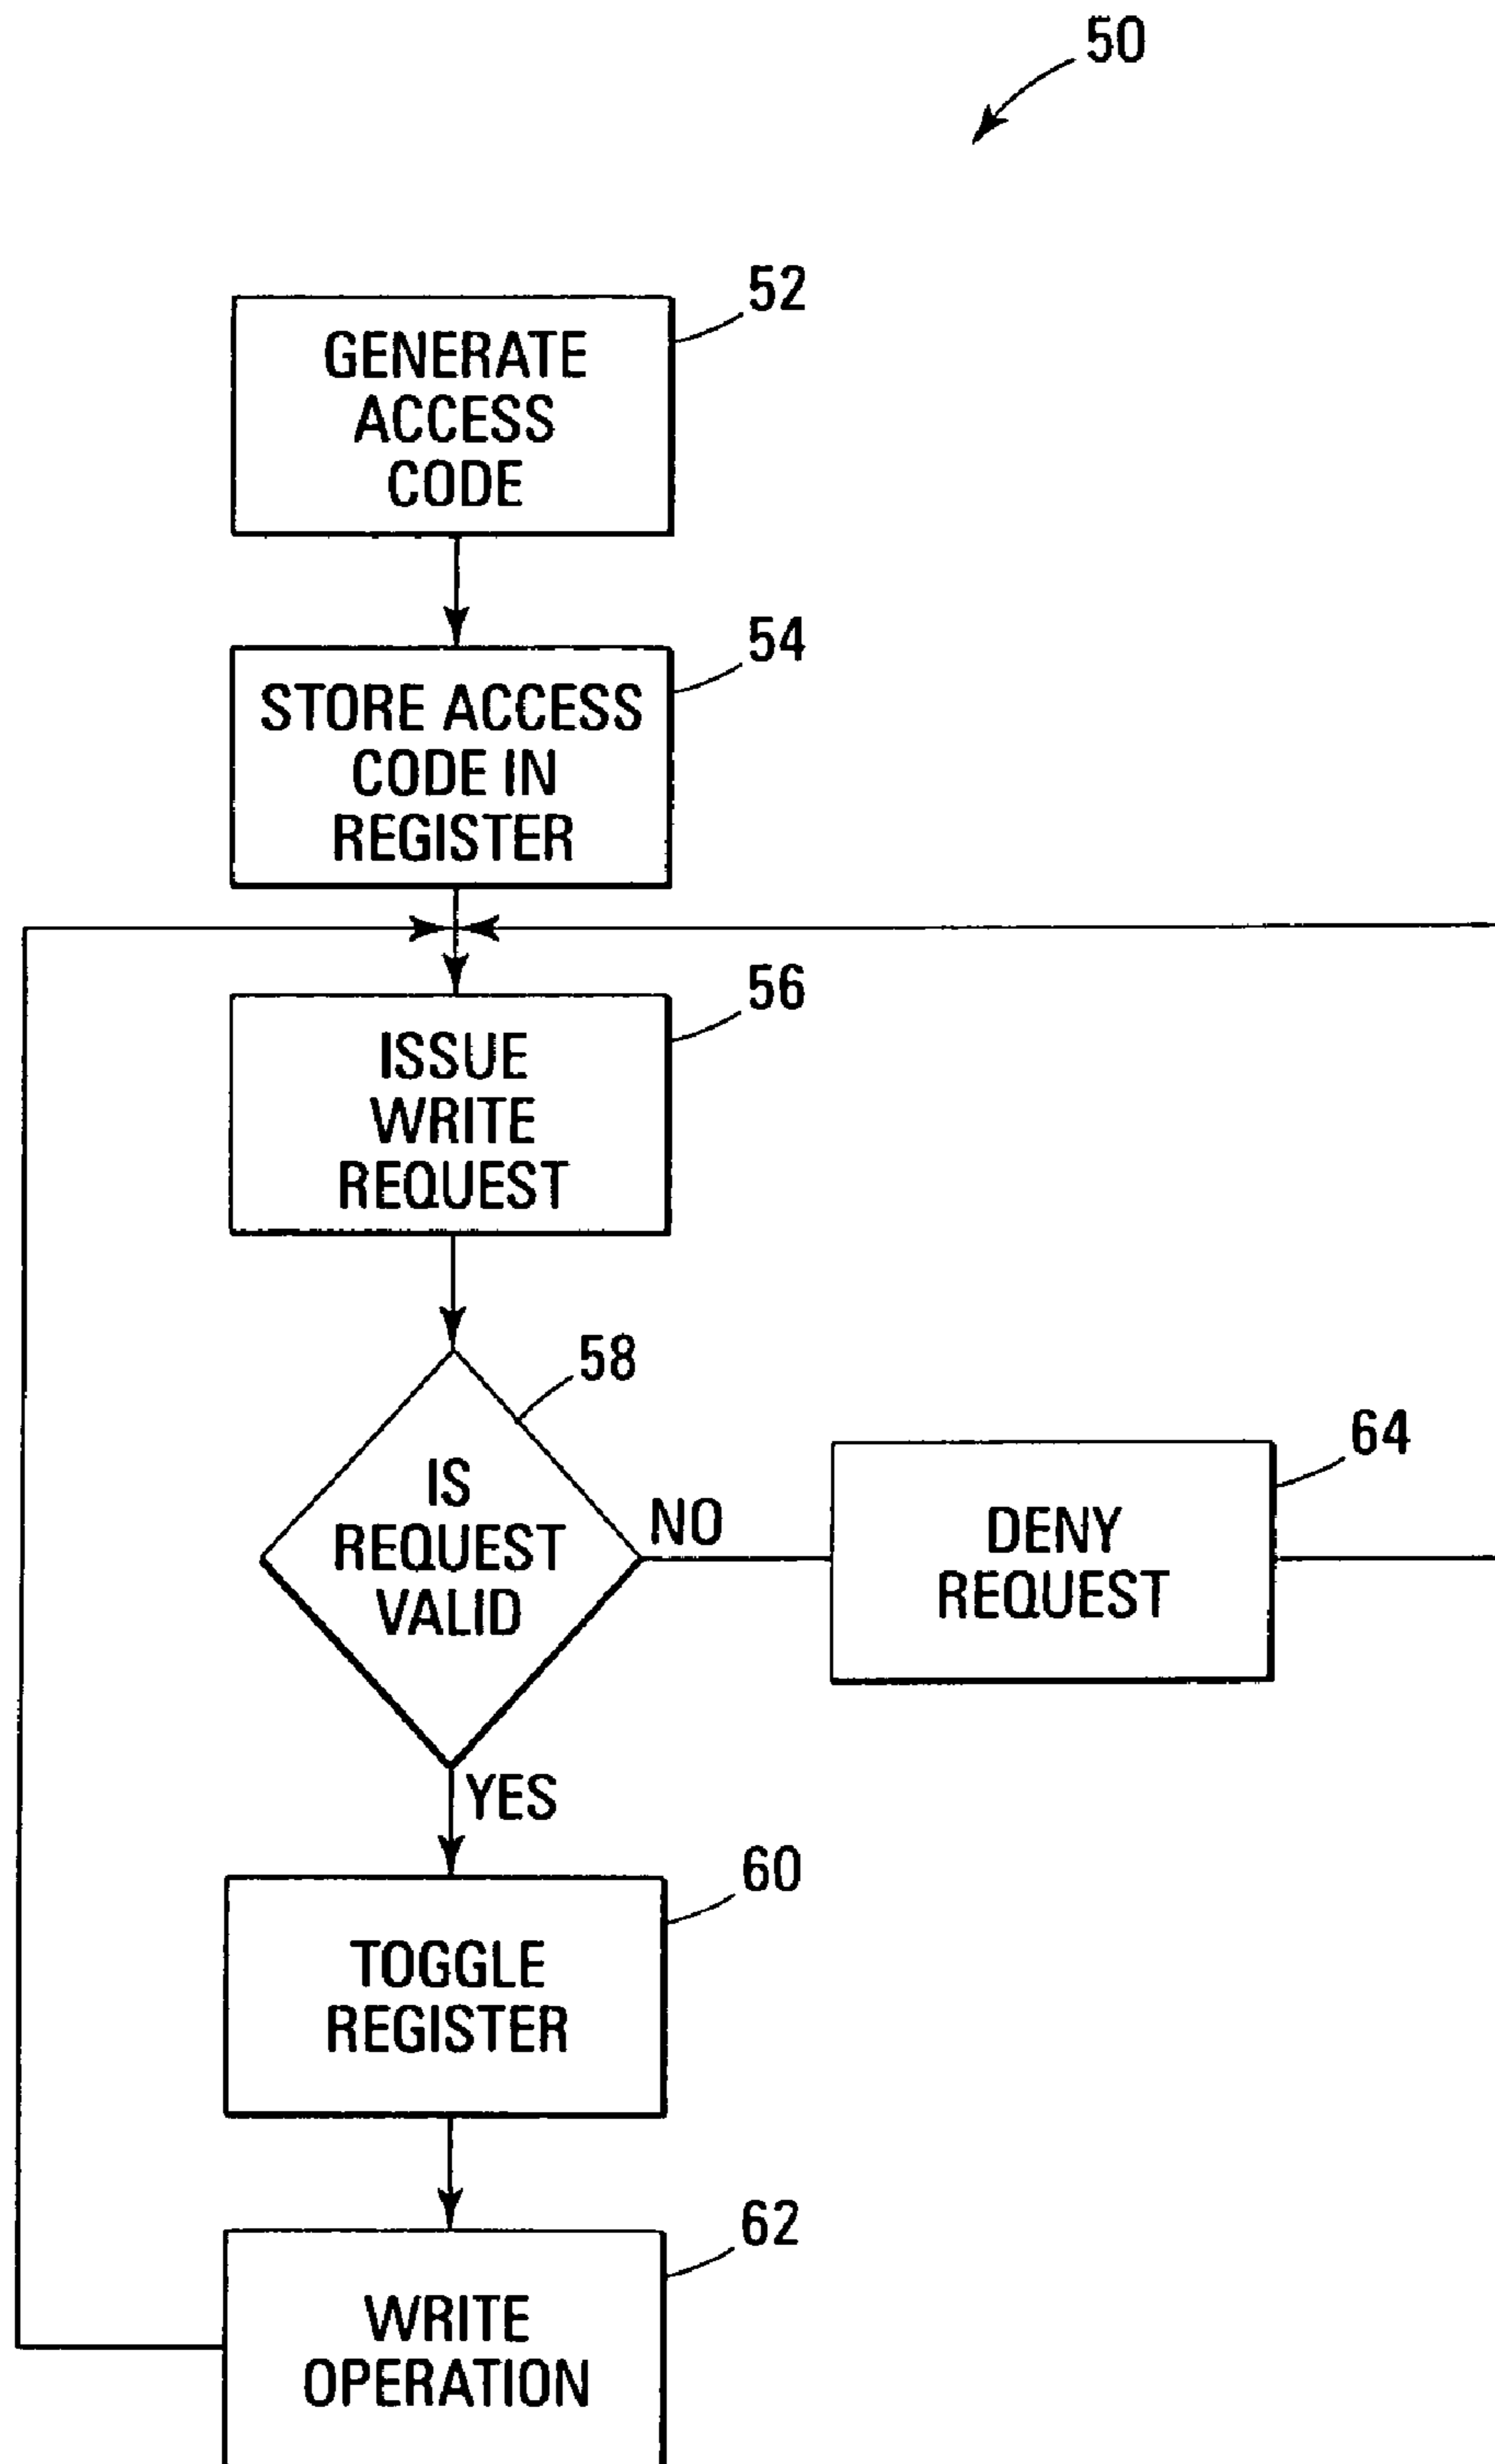 50
52
GENERATE
ACCESS
CODE
54
STORE ACCESS
CODE IN
REGISTER
56
ISSUE
WRITE
REQUEST
58
IS
REQUEST
VALID
NO
64
DENY
REQUEST
YES
60
TOGGLE
REGISTER
62
WRITE
OPERATION